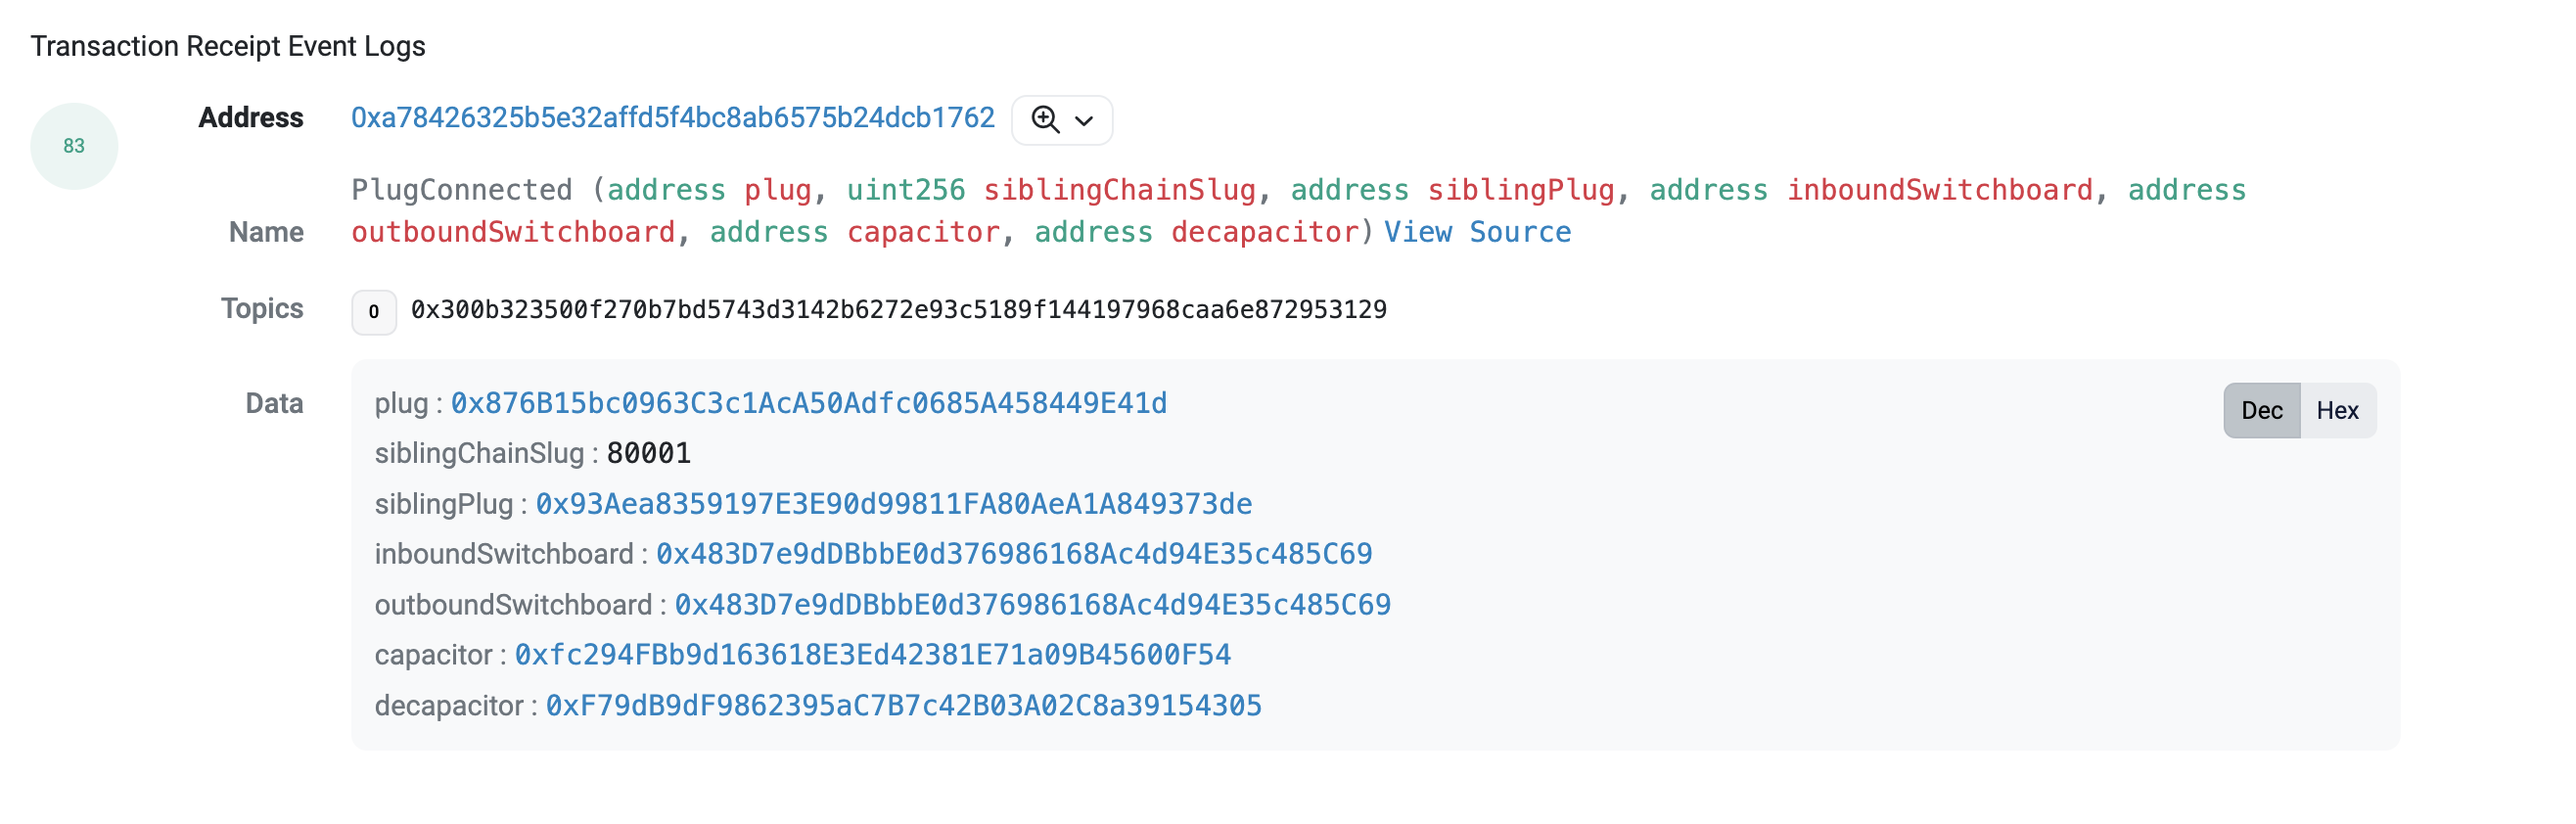 Transaction Receipt Event Logs
83
Address 0xa78426325b5e32affd5f4bc8ab6575b24dcb1762
PlugConnected (address plug, uint256 siblingChainSlug, address siblingPlug, address inboundSwitchboard, address
Name outboundSwitchboard, address capacitor, address decapacitor) View Source
Topics 0 0x300b323500f270b7bd5743d3142b6272e93c5189f144197968caa6e872953129
Data plug : 0x876B15bc0963C3c1AcA50Adfc0685A458449E41d Dec Hex
siblingChainSlug : 80001
siblingPlug : 0x93Aea8359197E3E90d99811FA80AeA1A849373de
inboundSwitchboard : 0x483D7e9dDBbbE0d376986168Ac4d94E35c485C69
outboundSwitchboard : 0x483D7e9dDBbbE0d376986168Ac4d94E35c485C69
capacitor : 0xfc294FBb9d163618E3Ed42381E71a09B45600F54
decapacitor : 0xF79dB9dF9862395aC7B7c42B03A02C8a39154305